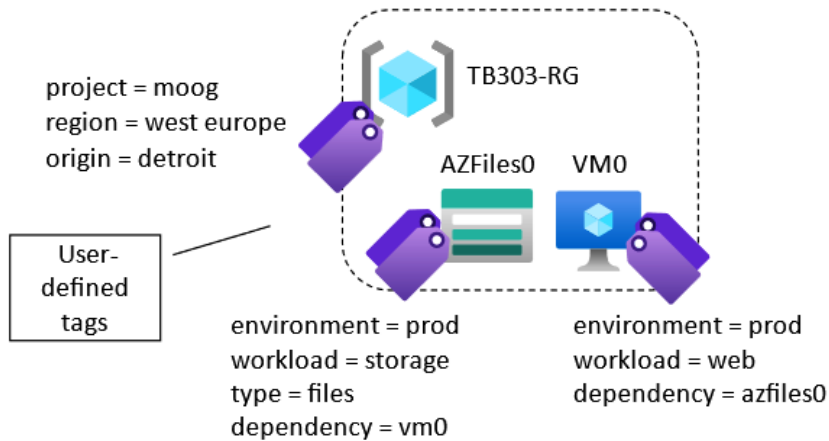 TB303-RG
project = moog
region = west europe
origin = detroit
AZFiles0
VM0
User-
defined
tags
environment = prod
workload = storage
type = files
dependency = vm0
environment = prod
workload = web
dependency = azfiles0